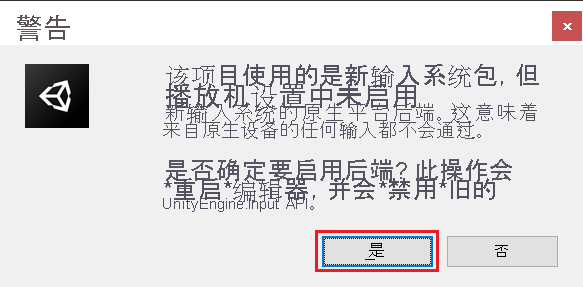 警告
该项目使用的是新输入系统包, 但
播放机设置中未启用
新输入系统的原生平台后端。这意味着
来自原生设备的任何输入都不会通过。
是否确定要启用后端? 此操作会
*重启*编辑器, 并会*禁用*旧的
UnityEngine.Input API。
是
否